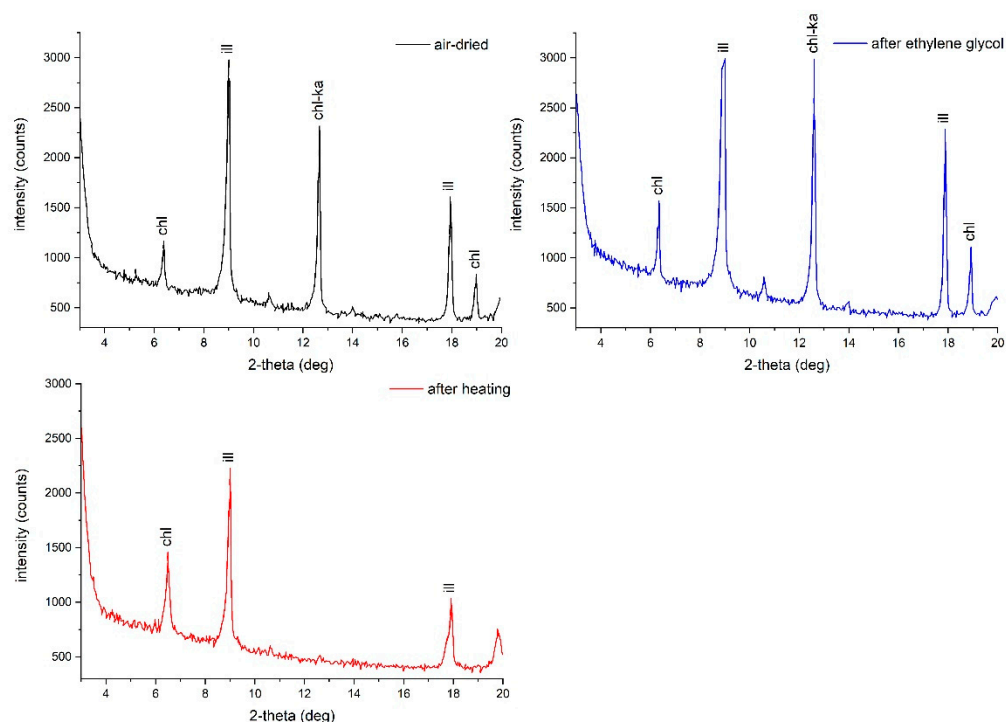 air-dried
ill
chl-ka
ill
chl
chl
3000
2500
2000
1500
1000
500
intensity (counts)
4 6 8 10 12 14 16 18 20
2-theta (deg)
after ethylene glycol
chl-ka
ill
ill
chl
chl
3000
2500
2000
1500
1000
500
intensity (counts)
4 6 8 10 12 14 16 18 20
2-theta (deg)
after heating
ill
chl
ill
3000
2500
2000
1500
1000
500
intensity (counts)
4 6 8 10 12 14 16 18 20
2-theta (deg)